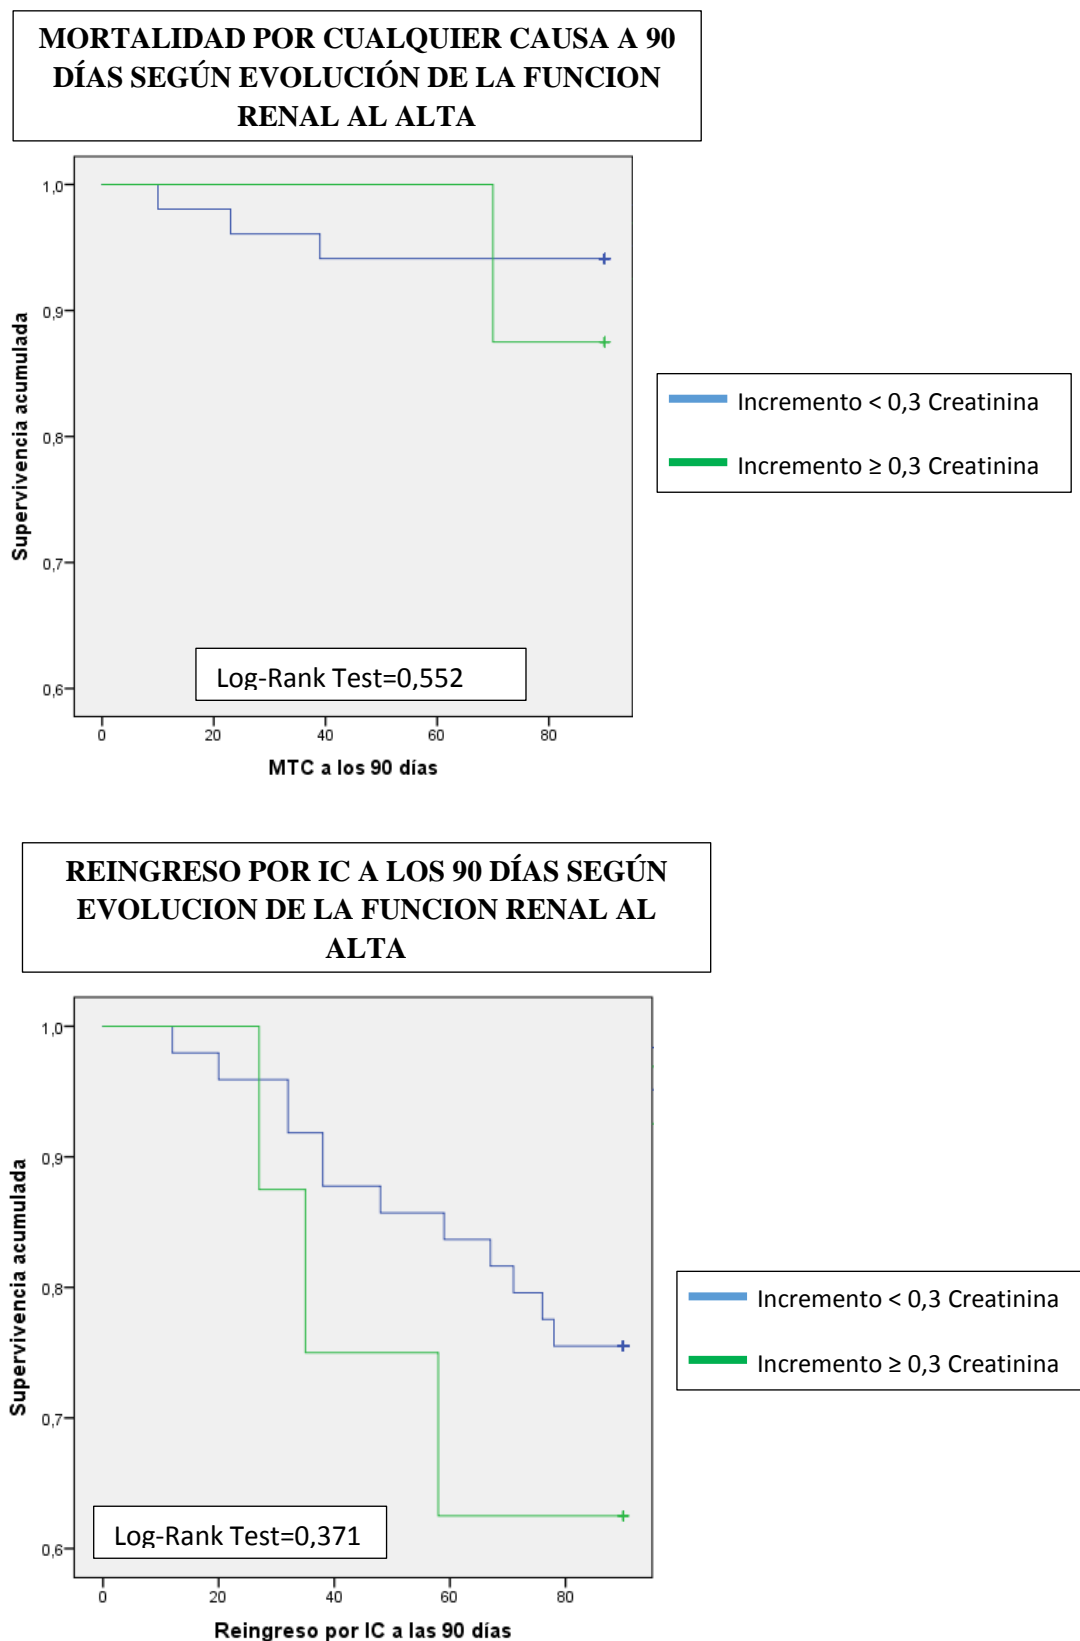 MORTALIDAD POR CUALQUIER CAUSA A 90
DÍAS SEGÚN EVOLUCIÓN DE LA FUNCION
RENAL AL ALTA
1,0
0,9
0,8
0,7
0,6
Supervivencia acumulada
Log-Rank Test=0,552
0 20 40 60 80
MTC a los 90 días
Incremento < 0,3 Creatinina
Incremento ≥ 0,3 Creatinina
REINGRESO POR IC A LOS 90 DÍAS SEGÚN
EVOLUCION DE LA FUNCION RENAL AL
ALTA
1,0
0,9
0,8
0,7
0,6
Supervivencia acumulada
Log-Rank Test=0,371
0 20 40 60 80
Reingreso por IC a las 90 días
Incremento < 0,3 Creatinina
Incremento ≥ 0,3 Creatinina